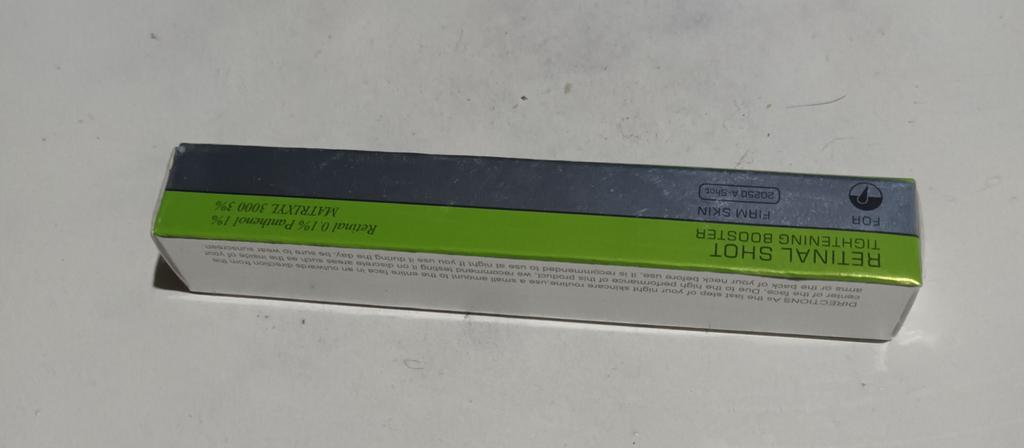 RETINAL SHOT
TIGHTENING BOOSTER
FOR
FIRM SKIN
20250 A-Shot
Retinal 0.1% Panthenol 1%
MATRIXYL 3000 3%
DIRECTIONS As the last step of your night skincare routine,use a small amount in an outwards direction from the
center of the face. Due to the high performance of this product, we recommend testing it on discrete areas such as the inside of your
arms or the back of your neck before use, it is recommended to use at night If you use it during the day, be sure to wear sunscreen